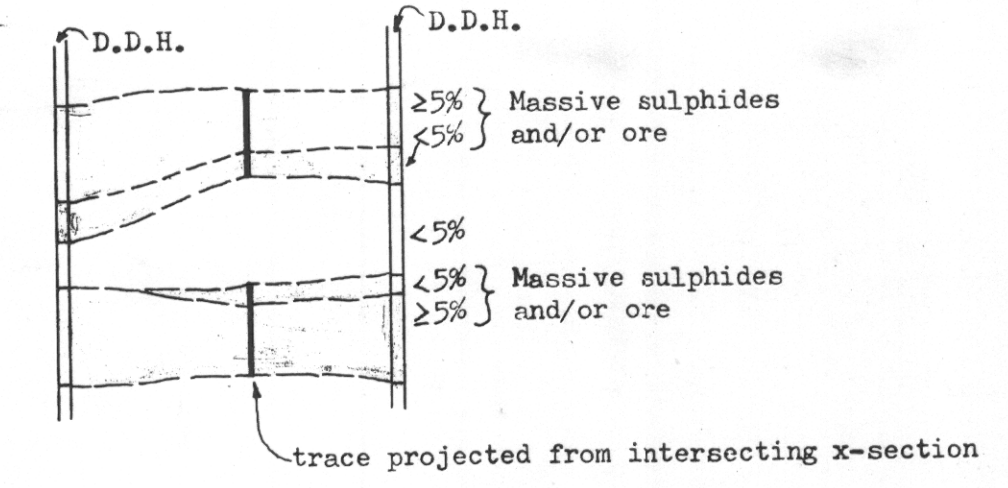 D.D.H.
D.D.H.
≥5% } Massive sulphides
<5% } and/or ore
<5%
<5% } Massive sulphides
≥5% } and/or ore
trace projected from intersecting x-section